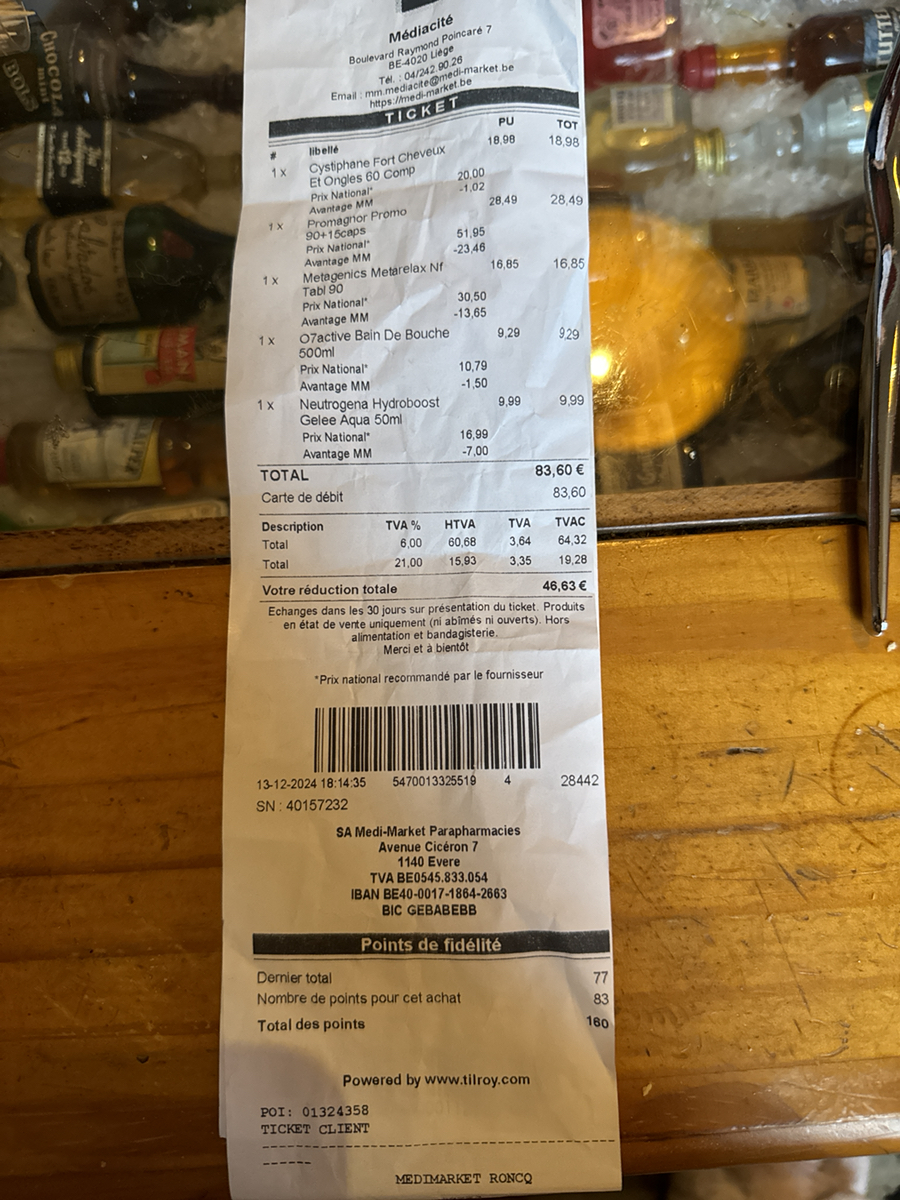 Médiacité
Boulevard Raymond Poincaré 7
BE-4020 Liège
Tél. : 04/242.90.26
Email : mm.mediacite@medi-market.be
https://medi-market.be
TICKET
# libellé PU TOT
1 x Cystiphane Fort Cheveux 18,98 18,98
Et Ongles 60 Comp
Prix National* 20,00
Avantage MM -1,02
1 x Promagnor Promo 28,49 28,49
90+15caps
Prix National* 51,95
Avantage MM -23,46
1 x Metagenics Metarelax Nf 16,85 16,85
Tabl 90
Prix National* 30,50
Avantage MM -13,65
1 x O7active Bain De Bouche 9,29 9,29
500ml
Prix National* 10,79
Avantage MM -1,50
1 x Neutrogena Hydroboost 9,99 9,99
Gelee Aqua 50ml
Prix National* 16,99
Avantage MM -7,00
TOTAL 83,60 €
Carte de débit 83,60
Description TVA % HTVA TVA TVAC
Total 6,00 60,68 3,64 64,32
Total 21,00 15,93 3,35 19,28
Votre réduction totale 46,63 €
Echanges dans les 30 jours sur présentation du ticket. Produits
en état de vente uniquement (ni abîmés ni ouverts). Hors
alimentation et bandagisterie.
Merci et à bientôt
*Prix national recommandé par le fournisseur
13-12-2024 18:14:35 5470013325519 4 28442
SN : 40157232
SA Medi-Market Parapharmacies
Avenue Cicéron 7
1140 Evere
TVA BE0545.833.054
IBAN BE40-0017-1864-2663
BIC GEBABEBB
Points de fidélité
Dernier total 77
Nombre de points pour cet achat 83
Total des points 160
Powered by www.tilroy.com
POI: 01324358
TICKET CLIENT
MEDIMARKET RONCQ
CHOCOLA
mint
BOLS
MAN